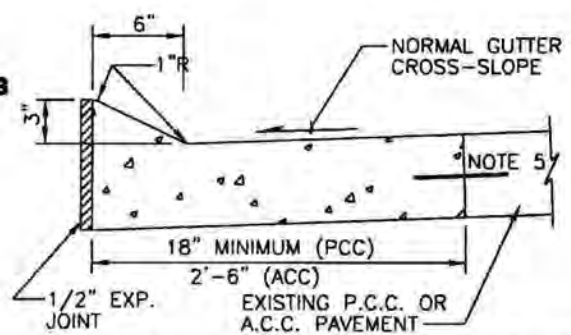 6"
1"R
NORMAL GUTTER
CROSS-SLOPE
3"
NOTE 5
18" MINIMUM (PCC)
2'-6" (ACC)
1/2" EXP.
JOINT
EXISTING P.C.C. OR
A.C.C. PAVEMENT